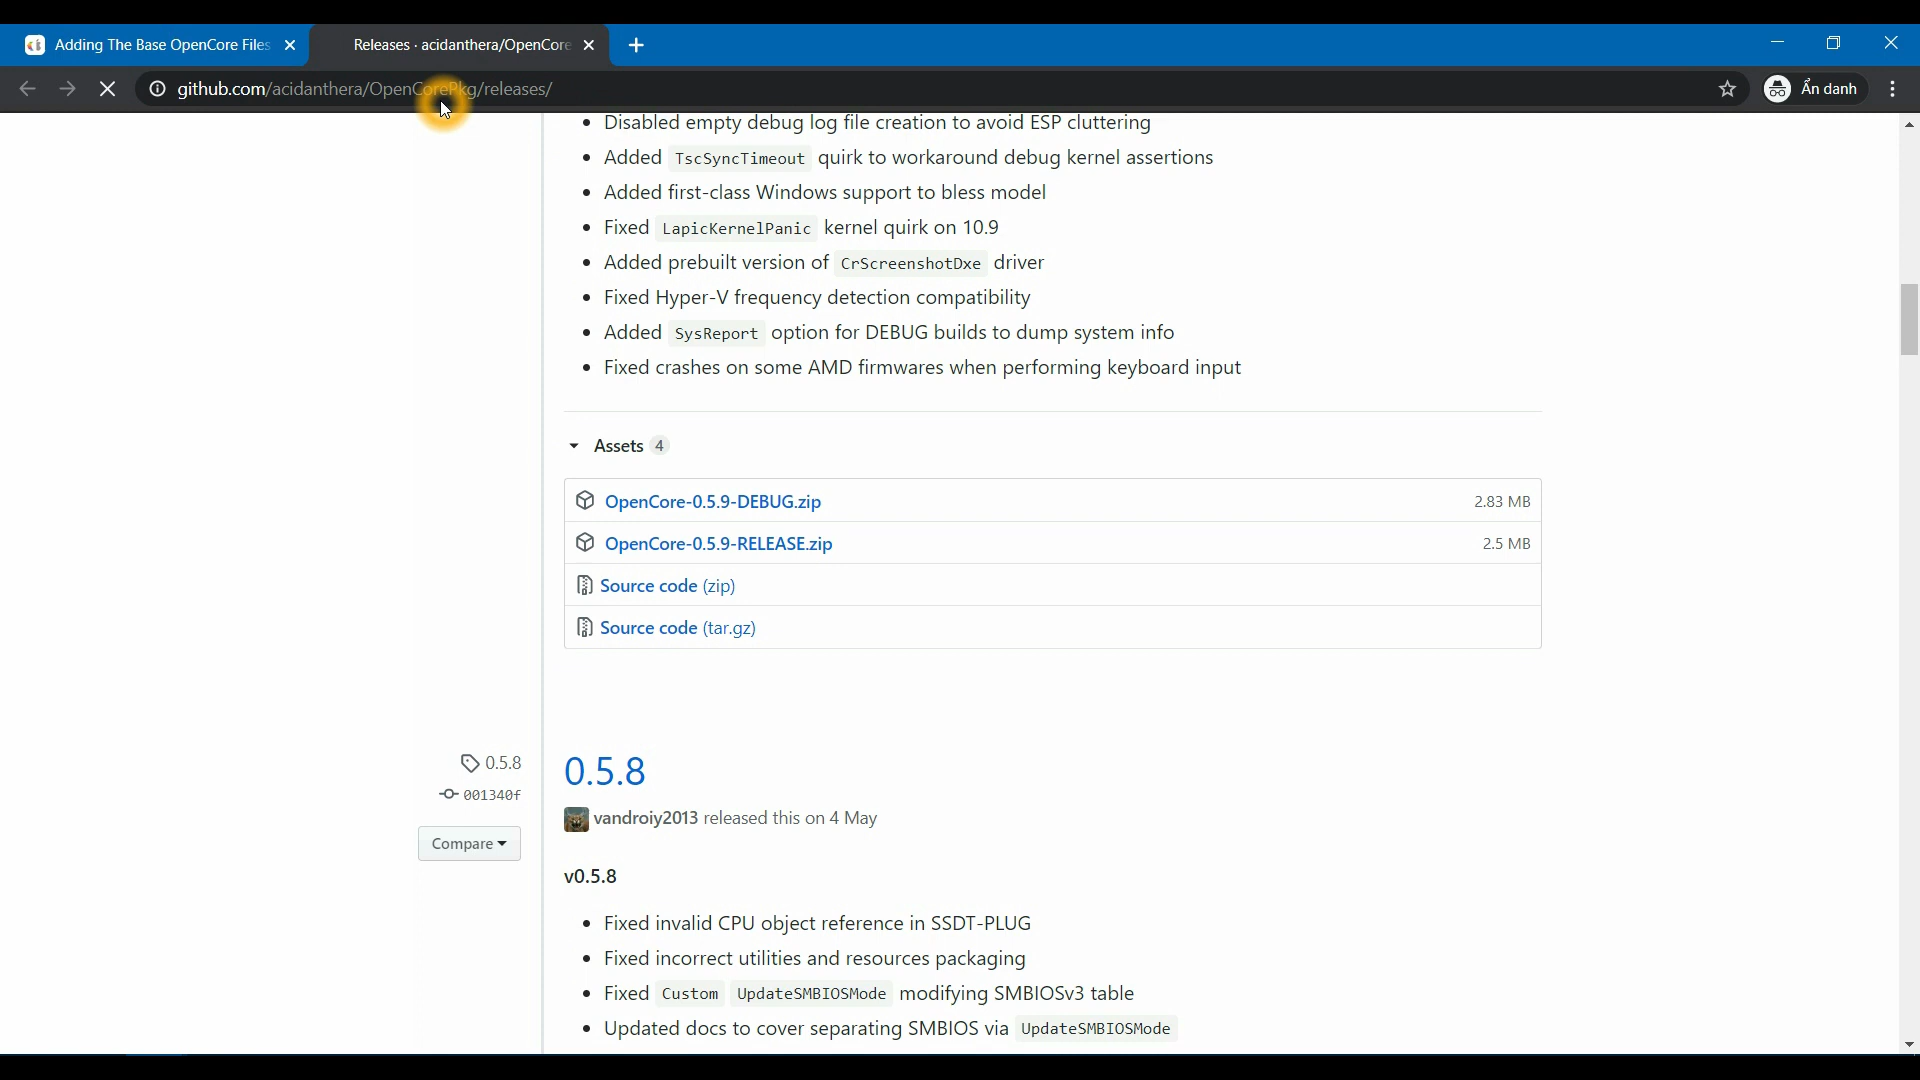 Adding The Base OpenCore Files
Releases · acidanthera/OpenCore
github.com/acidanthera/OpenCorePkg/releases/
Ẩn danh
Disabled empty debug log file creation to avoid ESP cluttering
Added TscSyncTimeout quirk to workaround debug kernel assertions
Added first-class Windows support to bless model
Fixed LapicKernelPanic kernel quirk on 10.9
Added prebuilt version of CrScreenshotDxe driver
Fixed Hyper-V frequency detection compatibility
Added SysReport option for DEBUG builds to dump system info
Fixed crashes on some AMD firmwares when performing keyboard input
Assets 4
OpenCore-0.5.9-DEBUG.zip 2.83 MB
OpenCore-0.5.9-RELEASE.zip 2.5 MB
Source code (zip)
Source code (tar.gz)
0.5.8
001340f
Compare
0.5.8
vandroiy2013 released this on 4 May
v0.5.8
Fixed invalid CPU object reference in SSDT-PLUG
Fixed incorrect utilities and resources packaging
Fixed Custom UpdateSMBIOSMode modifying SMBIOSv3 table
Updated docs to cover separating SMBIOS via UpdateSMBIOSMode